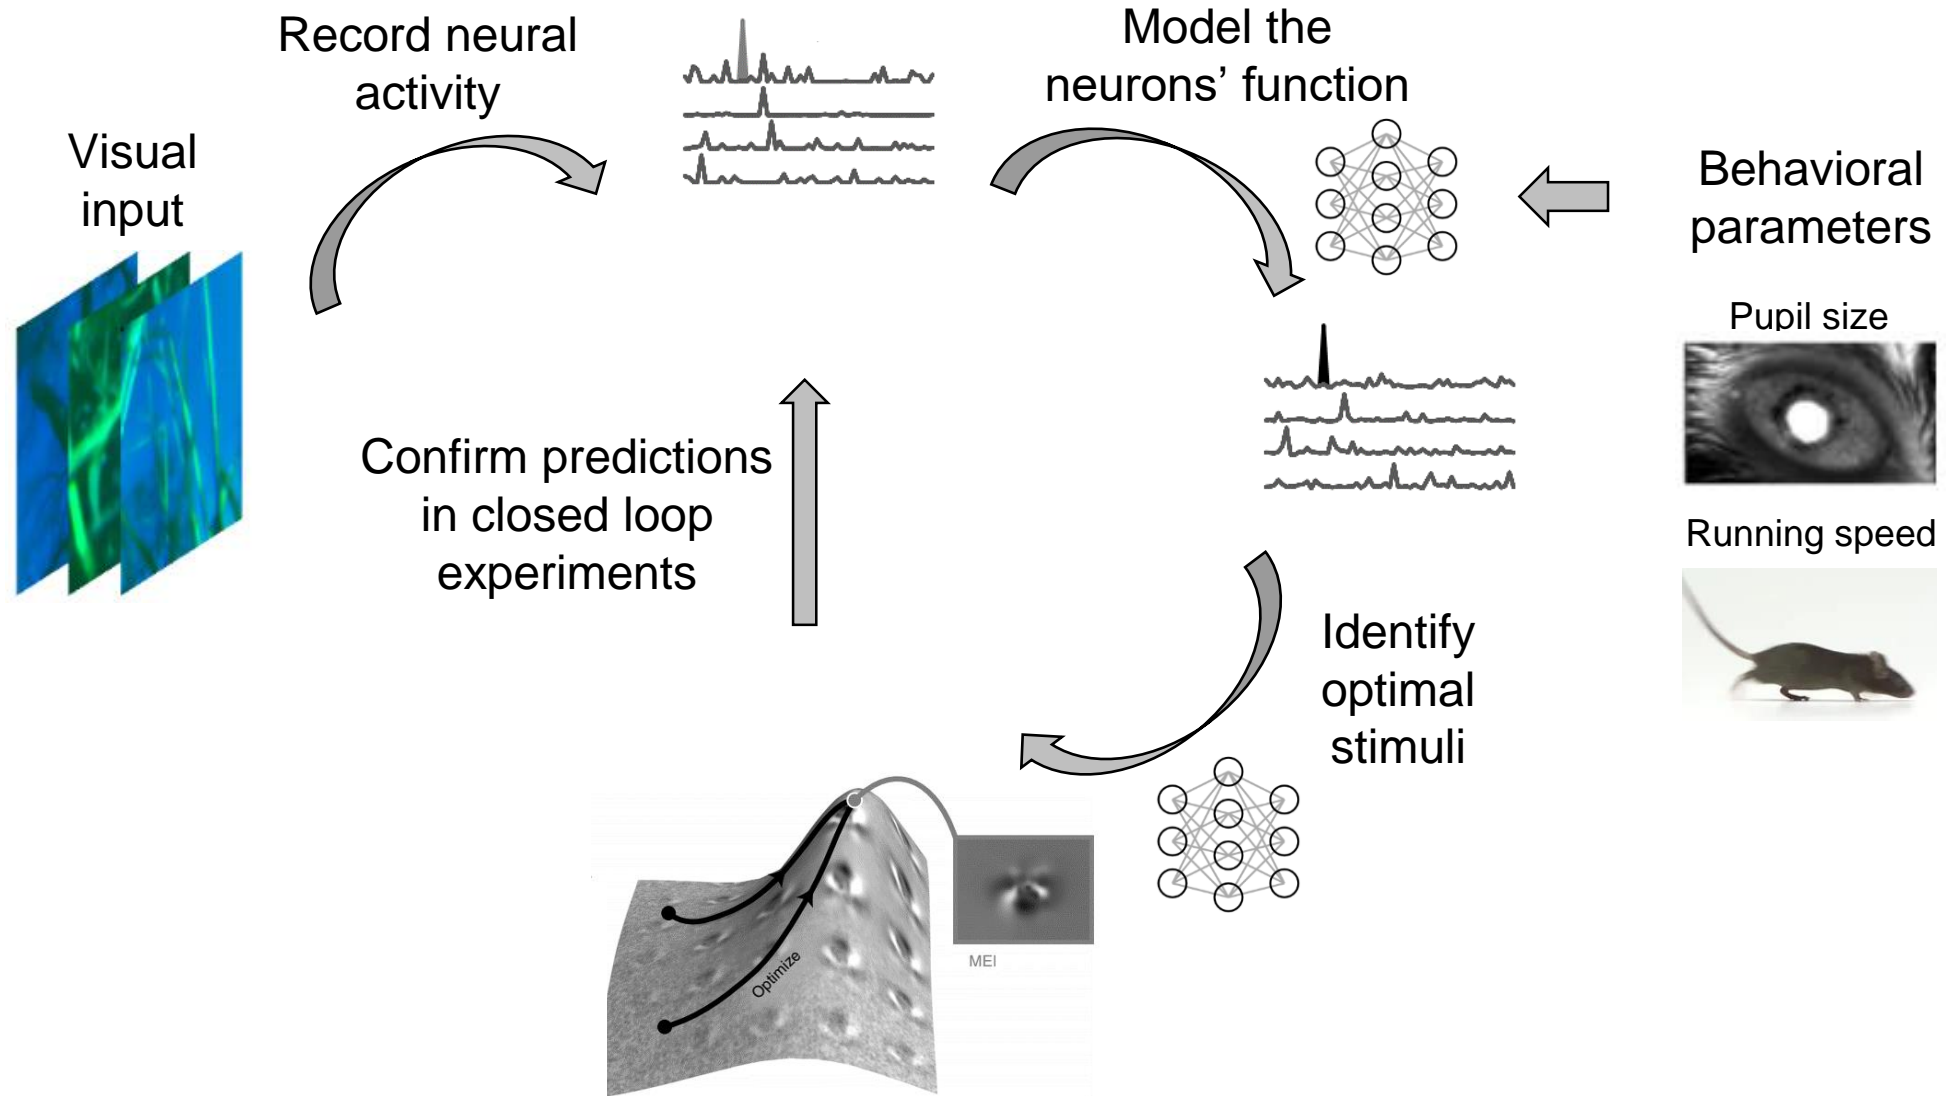 Record neural
activity
Model the
neurons’ function
Visual
input
Behavioral
parameters
Pupil size
Confirm predictions
in closed loop
experiments
Running speed
Identify
optimal
stimuli
Optimize
MEI